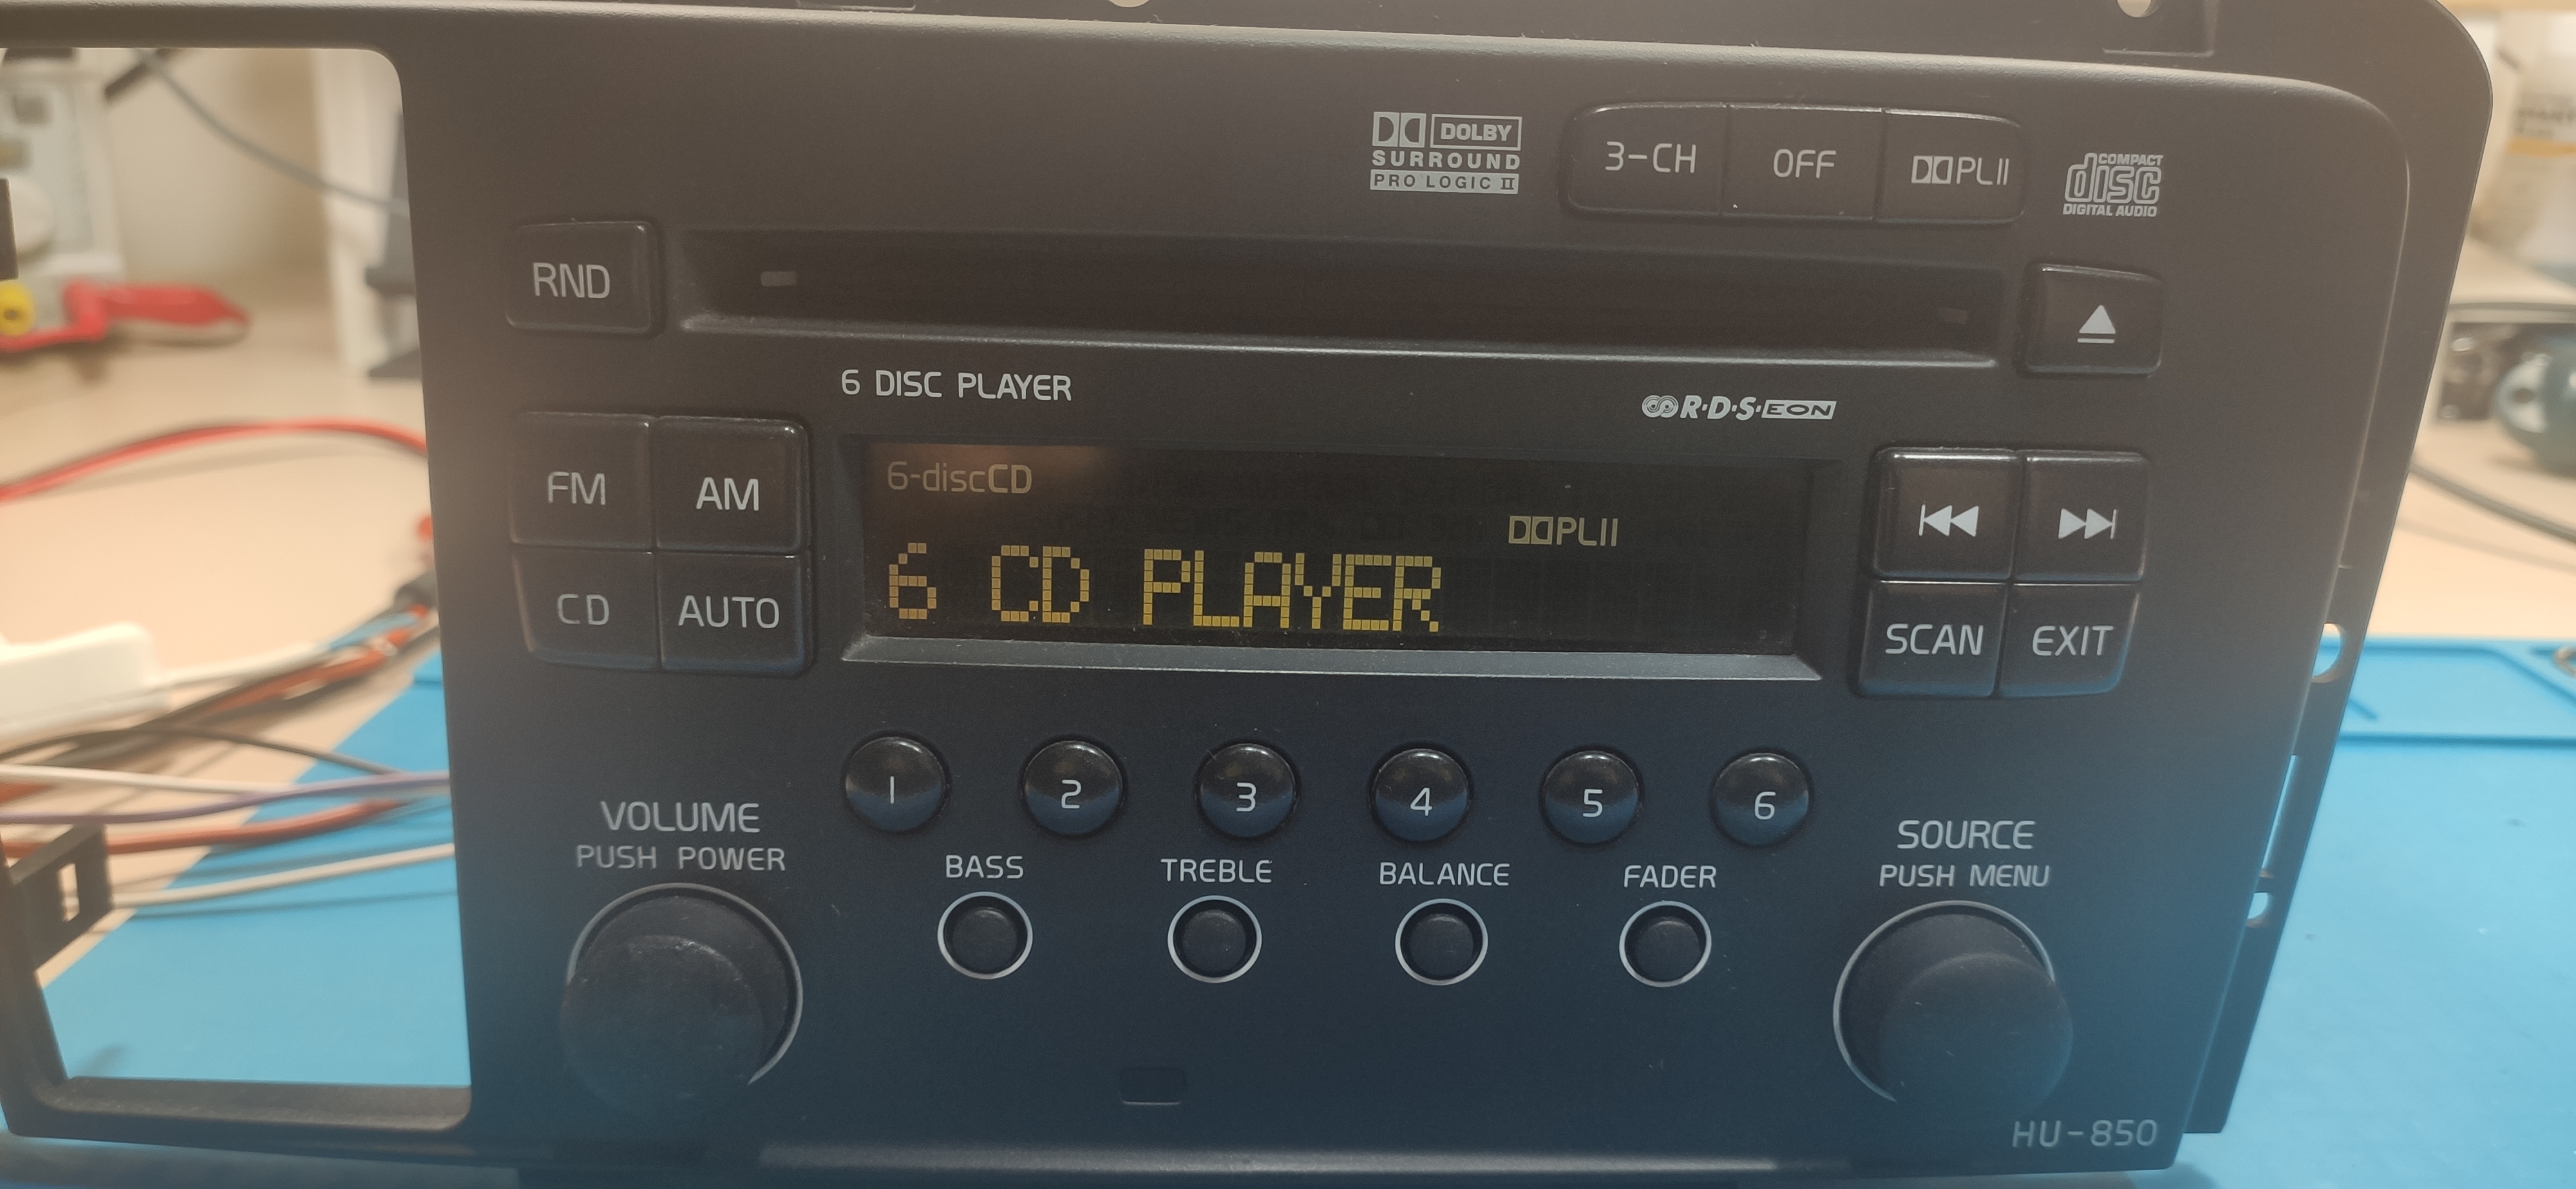 DOLBY
SURROUND
PRO LOGIC II
3-CH OFF PLII
COMPACT
disc
DIGITAL AUDIO
RND
6 DISC PLAYER
R·D·S·EON
FM AM
CD AUTO
6-discCD
PLII
6 CD PLAYER
SCAN EXIT
1 2 3 4 5 6
VOLUME
PUSH POWER
BASS TREBLE BALANCE FADER
SOURCE
PUSH MENU
HU-850